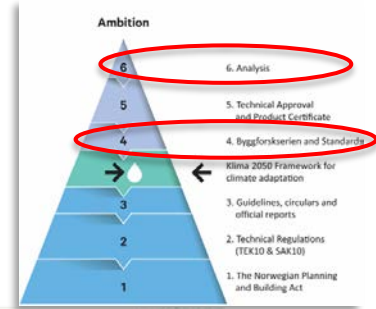 Ambition
6
6. Analysis
5
5. Technical Approval
and Product Certificate
4
4. Byggforskserien and Standards
Klima 2050 Framework for
climate adaptation
3
3. Guidelines, circulars and
official reports
2
2. Technical Regulations
(TEK10 & SAK10)
1
1. The Norwegian Planning
and Building Act